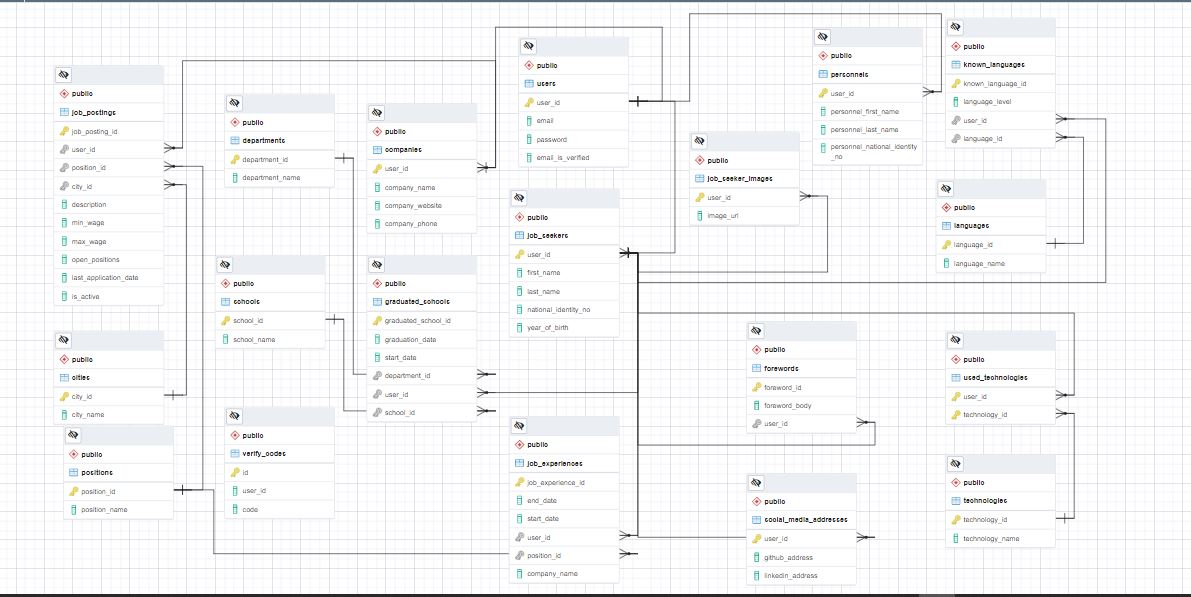 public
job_postings
job_posting_id
user_id
position_id
city_id
description
min_wage
max_wage
open_positions
last_application_date
is_active
public
cities
city_id
city_name
public
positions
position_id
position_name
public
departments
department_id
department_name
public
schools
school_id
school_name
public
verify_codes
id
user_id
code
public
companies
user_id
company_name
company_website
company_phone
public
graduated_schools
graduated_school_id
graduation_date
start_date
department_id
user_id
school_id
public
users
user_id
email
password
email_is_verified
public
job_seekers
user_id
first_name
last_name
national_identity_no
year_of_birth
public
job_experiences
job_experience_id
end_date
start_date
user_id
position_id
company_name
public
job_seeker_images
user_id
image_url
public
personnels
user_id
personnel_first_name
personnel_last_name
personnel_national_identity
_no
public
forewords
foreword_id
foreword_body
user_id
public
social_media_addresses
user_id
github_address
linkedin_address
public
known_languages
known_language_id
language_level
user_id
language_id
public
languages
language_id
language_name
public
used_technologies
user_id
technology_id
public
technologies
technology_id
technology_name